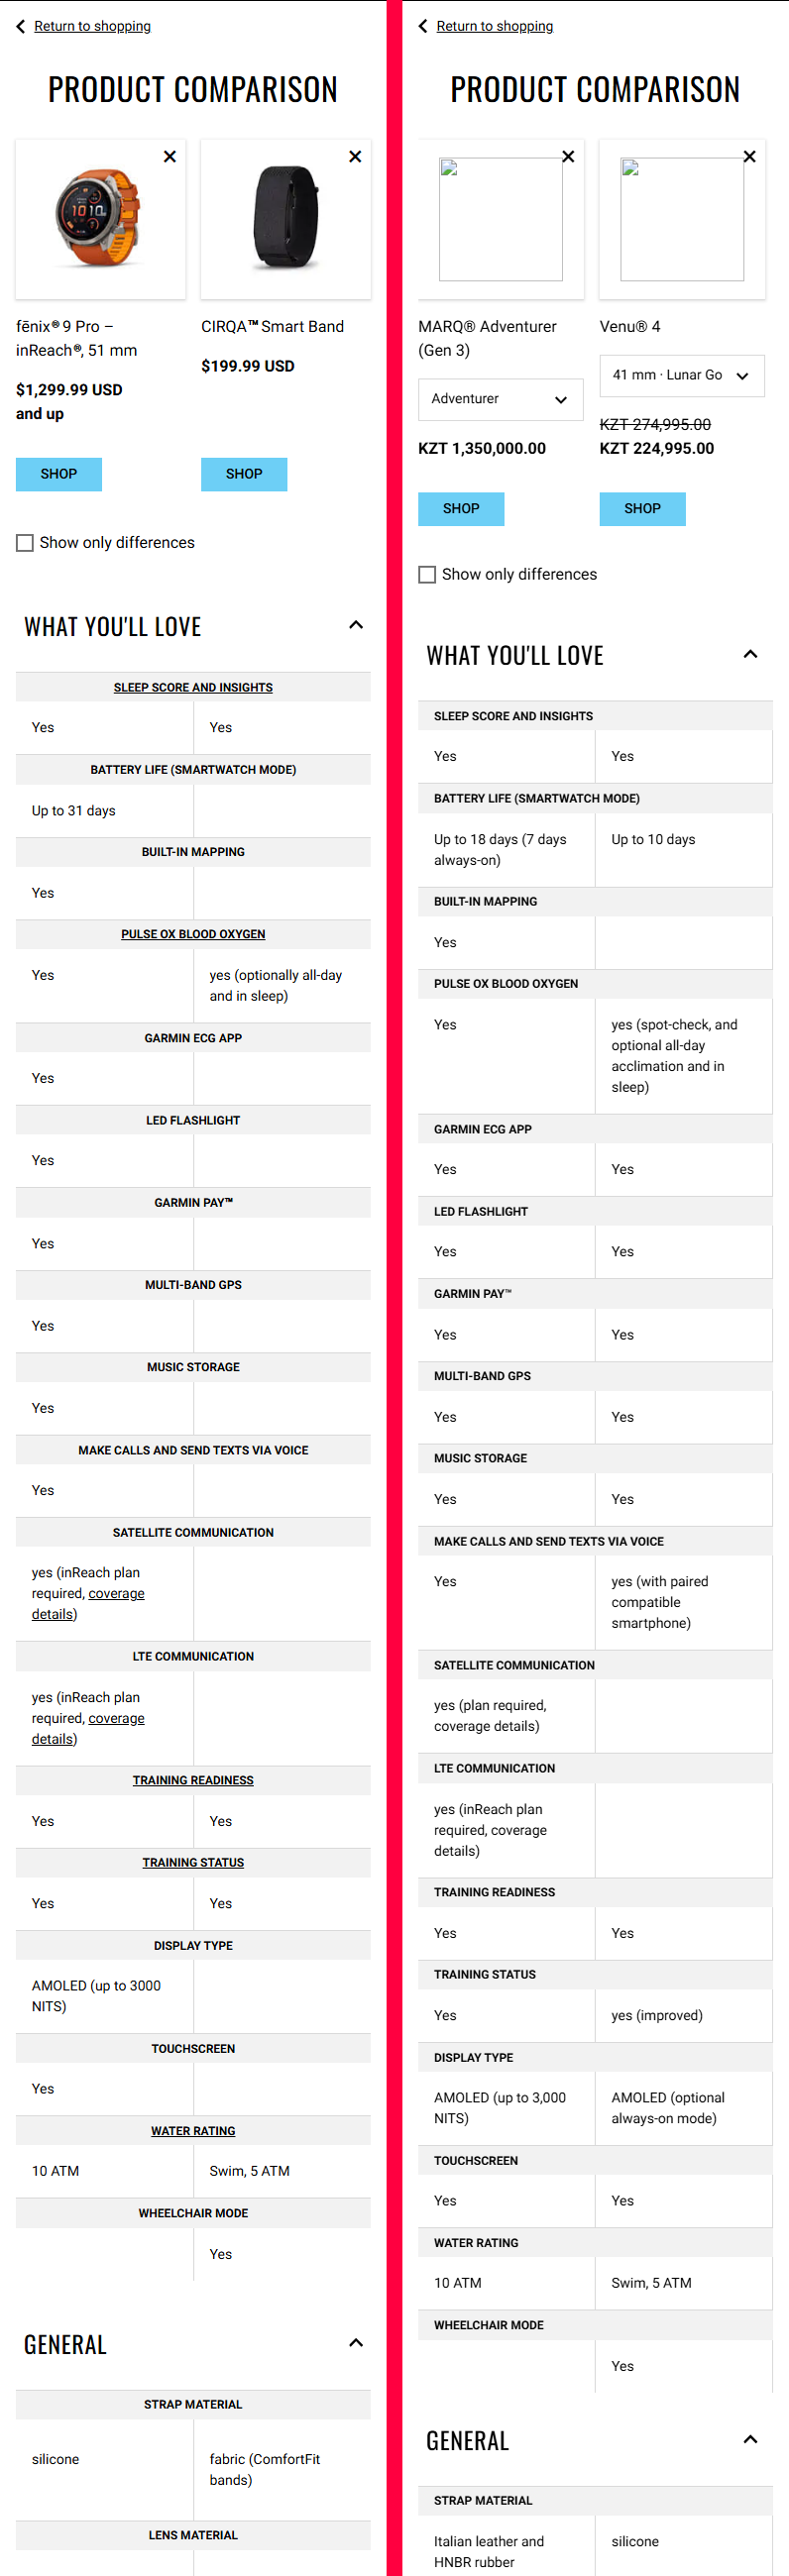 Return to shopping
PRODUCT COMPARISON
fēnix® 9 Pro –
inReach®, 51 mm
$1,299.99 USD
and up
SHOP
CIRQA™ Smart Band
$199.99 USD
SHOP
Show only differences
WHAT YOU'LL LOVE
SLEEP SCORE AND INSIGHTS
Yes
Yes
BATTERY LIFE (SMARTWATCH MODE)
Up to 31 days
BUILT-IN MAPPING
Yes
PULSE OX BLOOD OXYGEN
Yes
yes (optionally all-day
and in sleep)
GARMIN ECG APP
Yes
LED FLASHLIGHT
Yes
GARMIN PAY™
Yes
MULTI-BAND GPS
Yes
MUSIC STORAGE
Yes
MAKE CALLS AND SEND TEXTS VIA VOICE
Yes
SATELLITE COMMUNICATION
yes (inReach plan
required, coverage
details)
LTE COMMUNICATION
yes (inReach plan
required, coverage
details)
TRAINING READINESS
Yes
Yes
TRAINING STATUS
Yes
Yes
DISPLAY TYPE
AMOLED (up to 3000
NITS)
TOUCHSCREEN
Yes
WATER RATING
10 ATM
Swim, 5 ATM
WHEELCHAIR MODE
Yes
GENERAL
STRAP MATERIAL
silicone
fabric (ComfortFit
bands)
LENS MATERIAL
Return to shopping
PRODUCT COMPARISON
MARQ® Adventurer
(Gen 3)
Adventurer
KZT 1,350,000.00
SHOP
Venu® 4
41 mm · Lunar Go
KZT 274,995.00
KZT 224,995.00
SHOP
Show only differences
WHAT YOU'LL LOVE
SLEEP SCORE AND INSIGHTS
Yes
Yes
BATTERY LIFE (SMARTWATCH MODE)
Up to 18 days (7 days
always-on)
Up to 10 days
BUILT-IN MAPPING
Yes
PULSE OX BLOOD OXYGEN
Yes
yes (spot-check, and
optional all-day
acclimation and in
sleep)
GARMIN ECG APP
Yes
Yes
LED FLASHLIGHT
Yes
Yes
GARMIN PAY™
Yes
Yes
MULTI-BAND GPS
Yes
Yes
MUSIC STORAGE
Yes
Yes
MAKE CALLS AND SEND TEXTS VIA VOICE
Yes
yes (with paired
compatible
smartphone)
SATELLITE COMMUNICATION
yes (plan required,
coverage details)
LTE COMMUNICATION
yes (inReach plan
required, coverage
details)
TRAINING READINESS
Yes
Yes
TRAINING STATUS
Yes
yes (improved)
DISPLAY TYPE
AMOLED (up to 3,000
NITS)
AMOLED (optional
always-on mode)
TOUCHSCREEN
Yes
Yes
WATER RATING
10 ATM
Swim, 5 ATM
WHEELCHAIR MODE
Yes
GENERAL
STRAP MATERIAL
Italian leather and
HNBR rubber
silicone